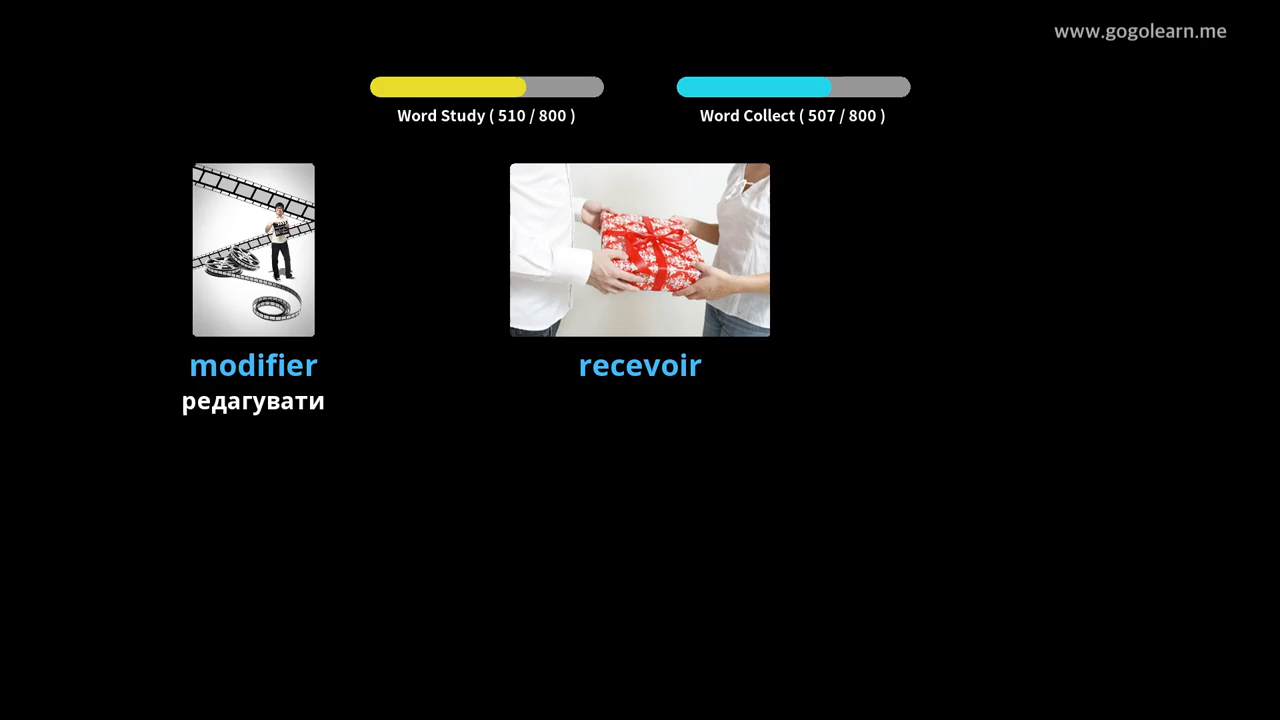 www.gogolearn.me
Word Study ( 510 / 800 )
Word Collect ( 507 / 800 )
modifier
recevoir
редагувати